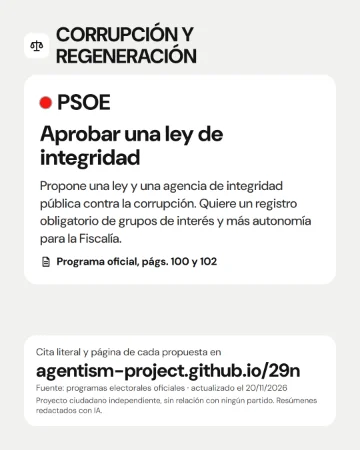 CORRUPCIÓN Y
REGENERACIÓN
PSOE
Aprobar una ley de
integridad
Propone una ley y una agencia de integridad
pública contra la corrupción. Quiere un registro
obligatorio de grupos de interés y más autonomía
para la Fiscalía.
Programa oficial, págs. 100 y 102
Cita literal y página de cada propuesta en
agentism-project.github.io/29n
Fuente: programas electorales oficiales · actualizado el 20/11/2026
Proyecto ciudadano independiente, sin relación con ningún partido. Resúmenes
redactados con IA.